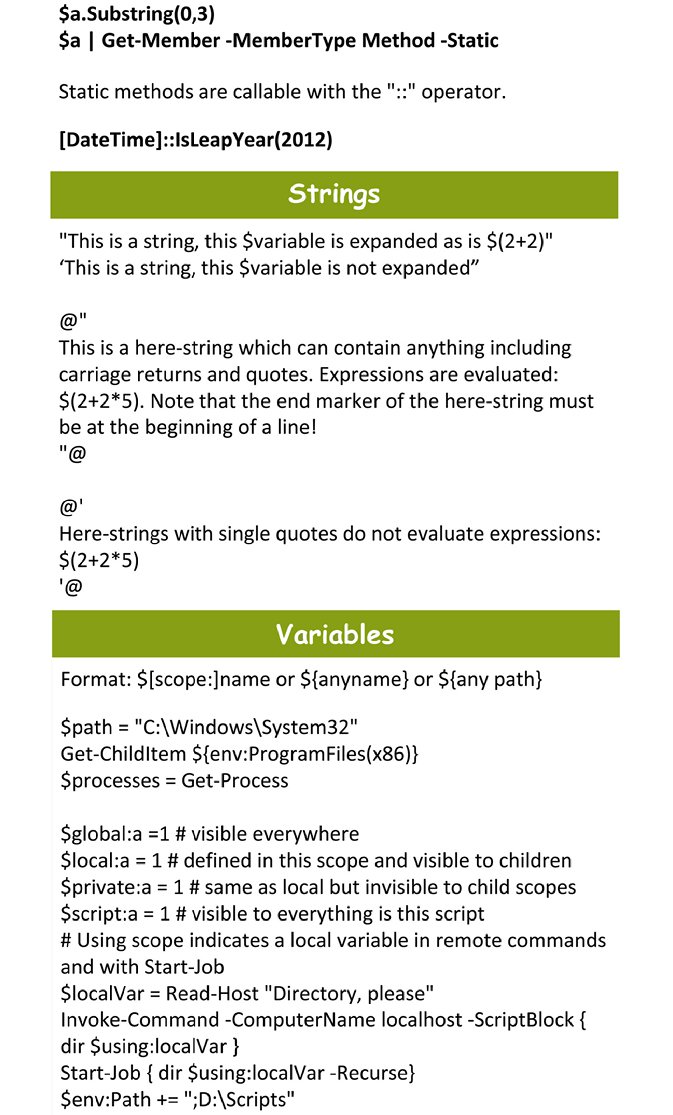 $a.Substring(0,3)
$a | Get-Member -MemberType Method -Static
Static methods are callable with the "::" operator.
[DateTime]::IsLeapYear(2012)
Strings
"This is a string, this $variable is expanded as is $(2+2)"
‘This is a string, this $variable is not expanded”
@"
This is a here-string which can contain anything including
carriage returns and quotes. Expressions are evaluated:
$(2+2*5). Note that the end marker of the here-string must
be at the beginning of a line!
"@
@'
Here-strings with single quotes do not evaluate expressions:
$(2+2*5)
'@
Variables
Format: $[scope:]name or ${anyname} or ${any path}
$path = "C:\Windows\System32"
Get-ChildItem ${env:ProgramFiles(x86)}
$processes = Get-Process
$global:a =1 # visible everywhere
$local:a = 1 # defined in this scope and visible to children
$private:a = 1 # same as local but invisible to child scopes
$script:a = 1 # visible to everything is this script
# Using scope indicates a local variable in remote commands
and with Start-Job
$localVar = Read-Host "Directory, please"
Invoke-Command -ComputerName localhost -ScriptBlock {
dir $using:localVar }
Start-Job { dir $using:localVar -Recurse}
$env:Path += ";D:\Scripts"